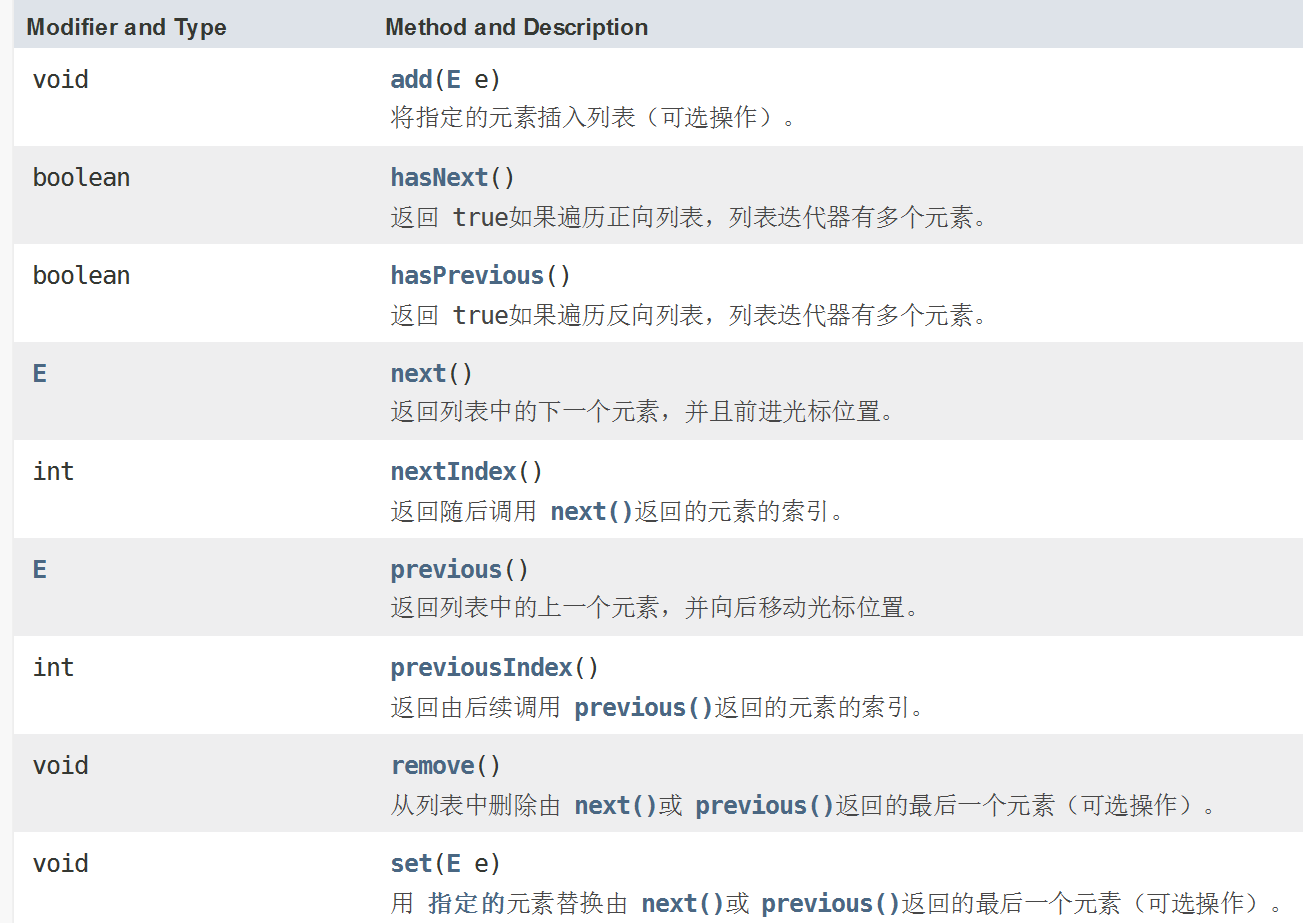 Modifier and Type Method and Description
void add(E e)
将指定的元素插入列表（可选操作）。
boolean hasNext()
返回 true如果遍历正向列表，列表迭代器有多个元素。
boolean hasPrevious()
返回 true如果遍历反向列表，列表迭代器有多个元素。
E next()
返回列表中的下一个元素，并且前进光标位置。
int nextIndex()
返回随后调用 next()返回的元素的索引。
E previous()
返回列表中的上一个元素，并向后移动光标位置。
int previousIndex()
返回由后续调用 previous()返回的元素的索引。
void remove()
从列表中删除由 next()或 previous()返回的最后一个元素（可选操作）。
void set(E e)
用 指定的元素替换由 next()或 previous()返回的最后一个元素（可选操作）。